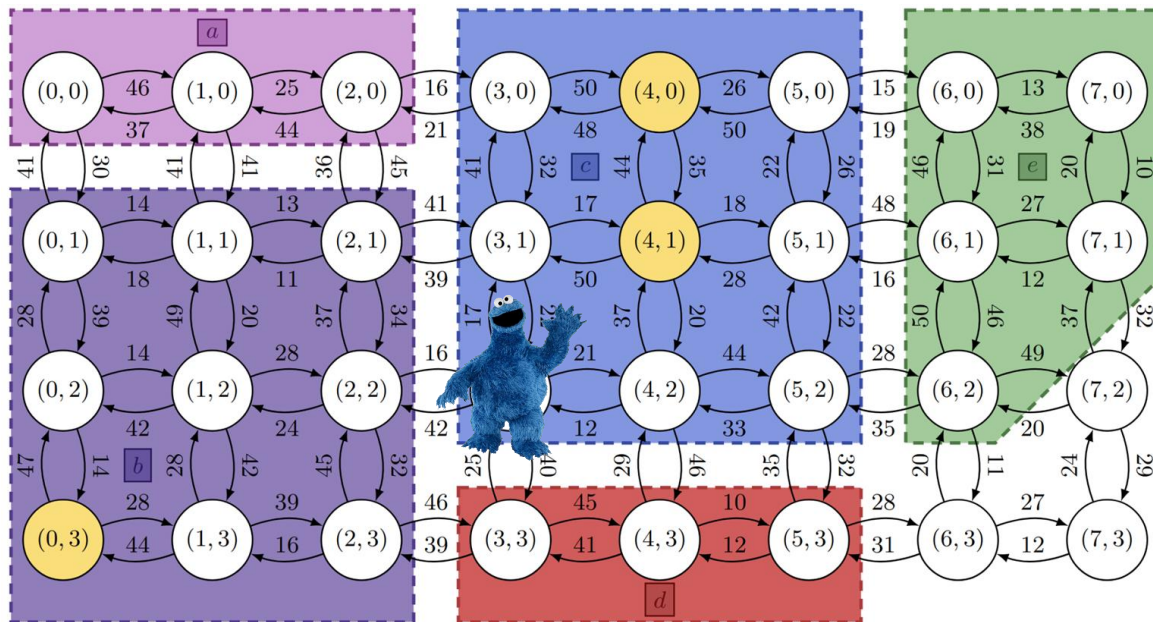 a
46 25 16 50 26 15 13
(0, 0) (1, 0) (2, 0) (3, 0) (4, 0) (5, 0) (6, 0) (7, 0)
37 44 21 48 50 19 38
c e
41 30 41 41 36 45 41 32 44 35 22 26 46 31 20 10
14 13 41 17 18 48 27
(0, 1) (1, 1) (2, 1) (3, 1) (4, 1) (5, 1) (6, 1) (7, 1)
18 11 39 50 28 16 12
28 39 49 20 37 34 17 37 20 42 22 50 46 37 32
14 28 16 21 44 28 49
(0, 2) (1, 2) (2, 2) (4, 2) (5, 2) (6, 2) (7, 2)
42 24 42 12 33 35 20
b
47 14 28 42 45 32 25 40 29 46 35 32 20 11 24 29
28 39 46 45 10 28 27
(0, 3) (1, 3) (2, 3) (3, 3) (4, 3) (5, 3) (6, 3) (7, 3)
44 16 39 41 12 31 12
d